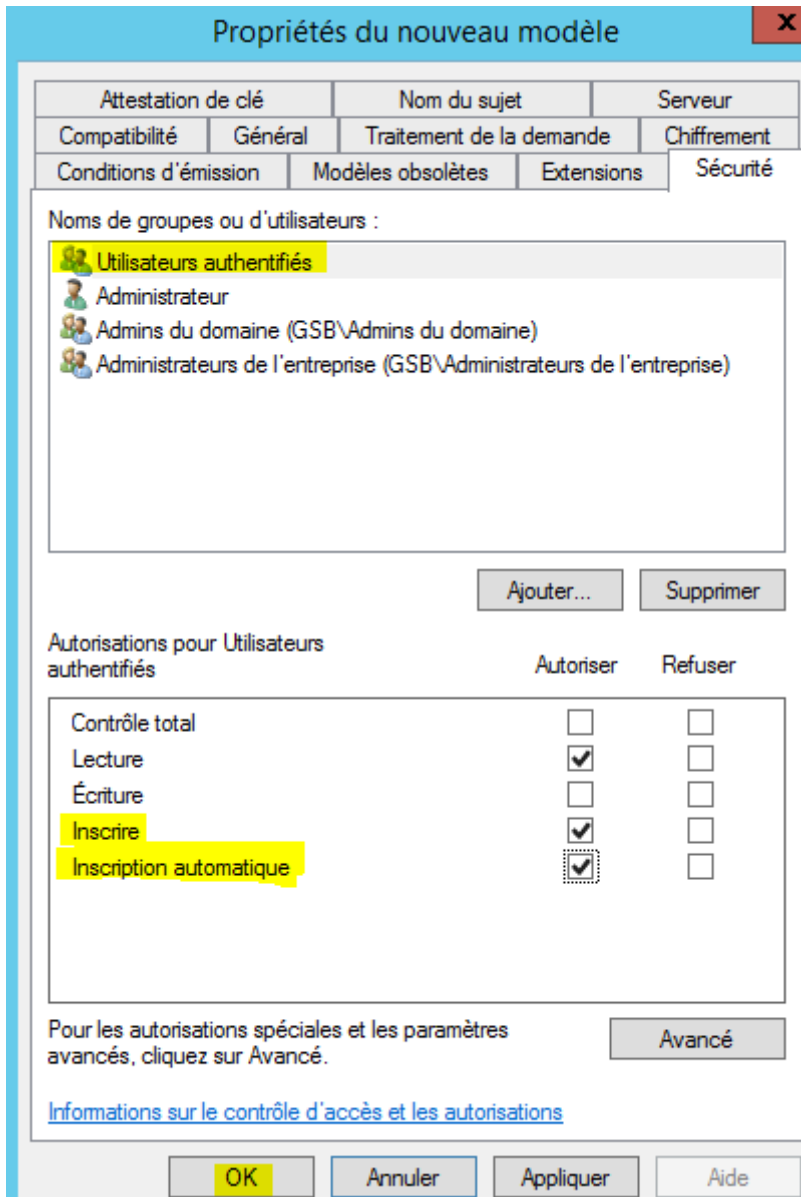 Propriétés du nouveau modèle
x
Attestation de clé
Nom du sujet
Serveur
Compatibilité
Général
Traitement de la demande
Chiffrement
Conditions d'émission
Modèles obsolètes
Extensions
Sécurité
Noms de groupes ou d'utilisateurs :
Utilisateurs authentifiés
Administrateur
Admins du domaine (GSB\Admins du domaine)
Administrateurs de l'entreprise (GSB\Administrateurs de l'entreprise)
Ajouter...
Supprimer
Autorisations pour Utilisateurs
authentifiés
Autoriser
Refuser
Contrôle total
Lecture
Écriture
Inscrire
Inscription automatique
Pour les autorisations spéciales et les paramètres
avancés, cliquez sur Avancé.
Avancé
Informations sur le contrôle d'accès et les autorisations
OK
Annuler
Appliquer
Aide